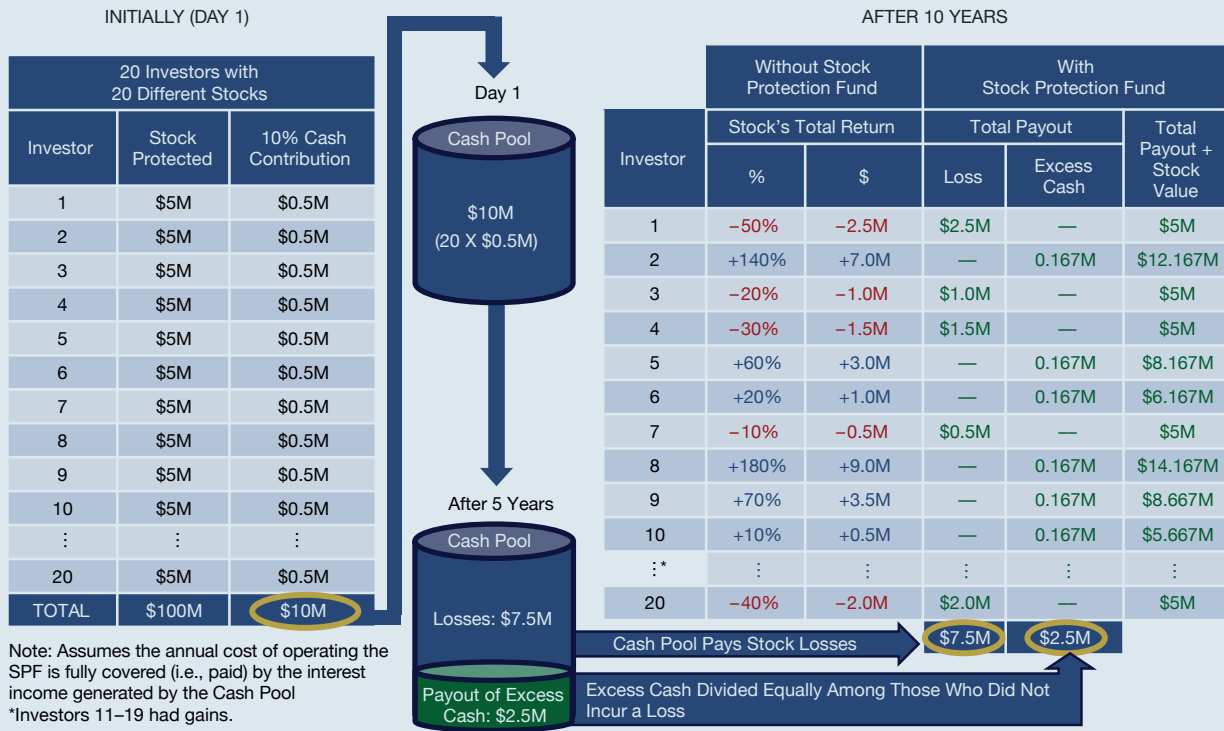 INITIALLY (DAY 1)
20 Investors with
20 Different Stocks
Investor Stock Protected 10% Cash Contribution
1 $5M $0.5M
2 $5M $0.5M
3 $5M $0.5M
4 $5M $0.5M
5 $5M $0.5M
6 $5M $0.5M
7 $5M $0.5M
8 $5M $0.5M
9 $5M $0.5M
10 $5M $0.5M
⋮ ⋮ ⋮
20 $5M $0.5M
TOTAL $100M $10M
Note: Assumes the annual cost of operating the
SPF is fully covered (i.e., paid) by the interest
income generated by the Cash Pool
*Investors 11–19 had gains.
Day 1
Cash Pool
$10M
(20 X $0.5M)
After 5 Years
Cash Pool
Losses: $7.5M
Payout of Excess
Cash: $2.5M
AFTER 10 YEARS
Without Stock
Protection Fund
With
Stock Protection Fund
Investor
Stock's Total Return
Total Payout
Total
Payout +
Stock
Value
% $ Loss Excess Cash
1 −50% −2.5M $2.5M — $5M
2 +140% +7.0M — 0.167M $12.167M
3 −20% −1.0M $1.0M — $5M
4 −30% −1.5M $1.5M — $5M
5 +60% +3.0M — 0.167M $8.167M
6 +20% +1.0M — 0.167M $6.167M
7 −10% −0.5M $0.5M — $5M
8 +180% +9.0M — 0.167M $14.167M
9 +70% +3.5M — 0.167M $8.667M
10 +10% +0.5M — 0.167M $5.667M
⋮* ⋮ ⋮ ⋮ ⋮ ⋮
20 −40% −2.0M $2.0M — $5M
Cash Pool Pays Stock Losses $7.5M $2.5M
Excess Cash Divided Equally Among Those Who Did Not
Incur a Loss